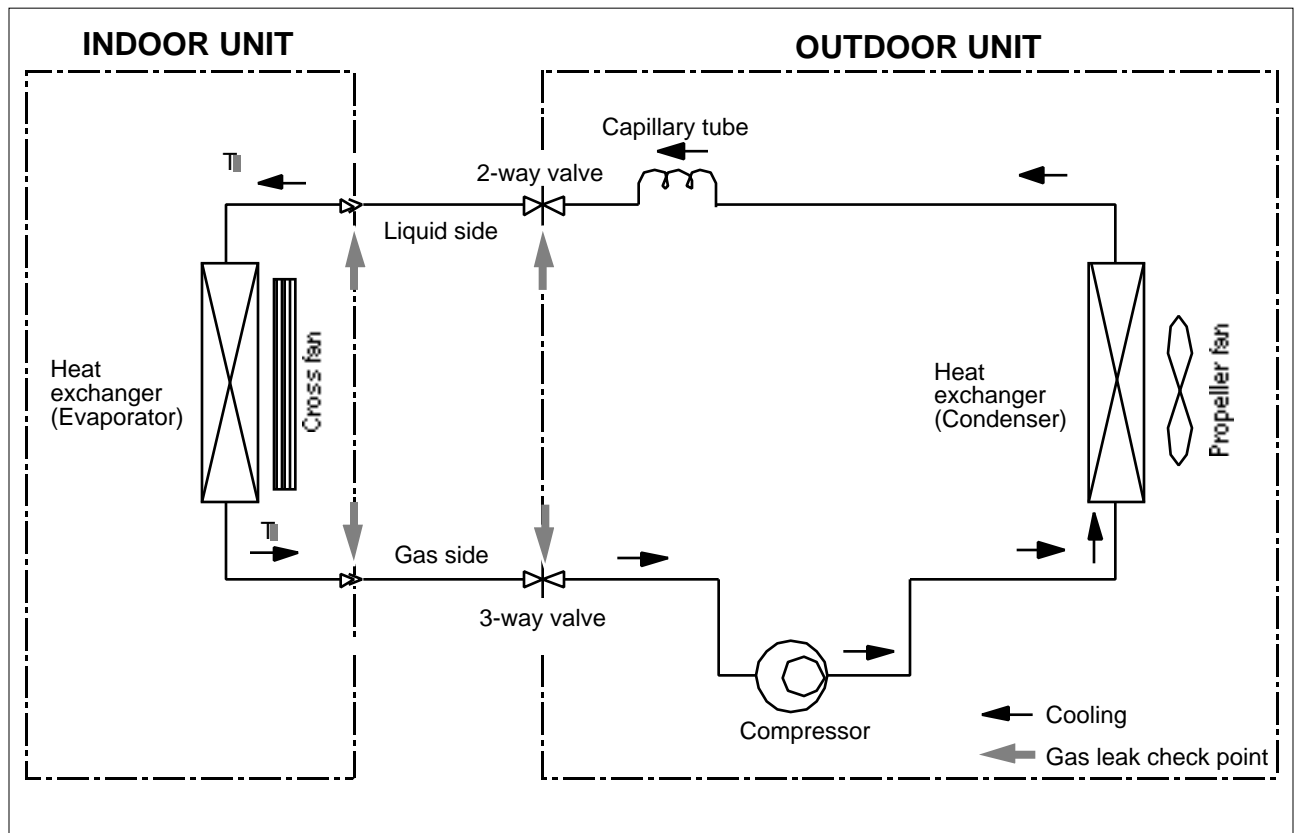 INDOOR UNIT
OUTDOOR UNIT
Capillary tube
2-way valve
Liquid side
Heat
exchanger
(Evaporator)
Cross fan
Heat
exchanger
(Condenser)
Propeller fan
Gas side
3-way valve
Compressor
Cooling
Gas leak check point